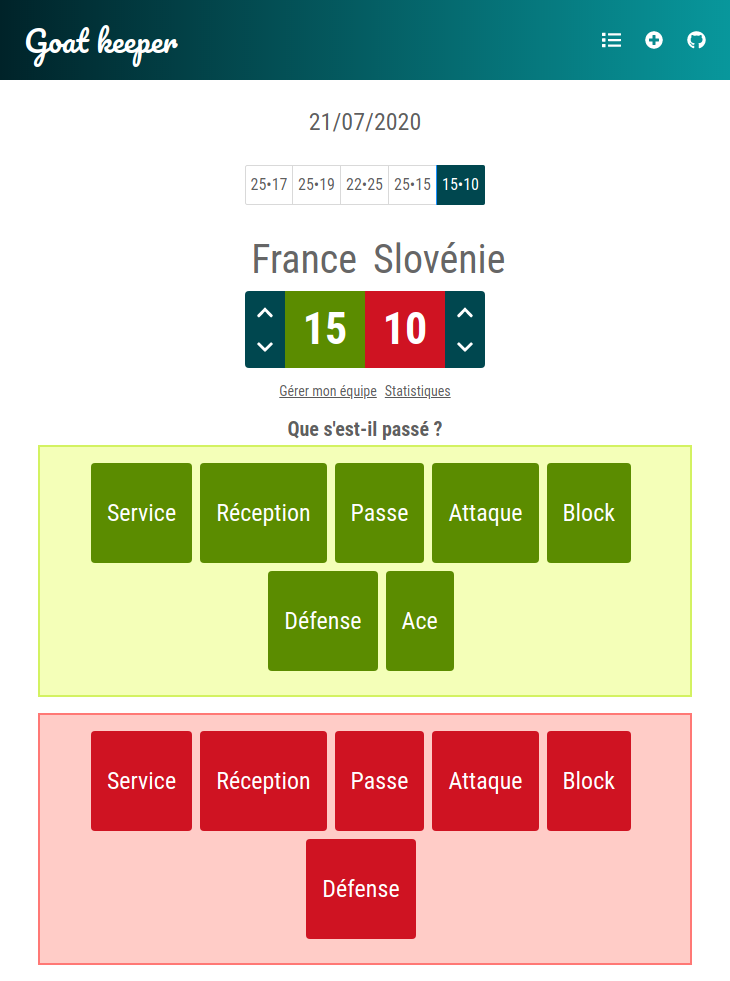 Goat keeper
21/07/2020
25•17 25•19 22•25 25•15 15•10
France Slovénie
15 10
Gérer mon équipe Statistiques
Que s'est-il passé ?
Service Réception Passe Attaque Block
Défense Ace
Service Réception Passe Attaque Block
Défense